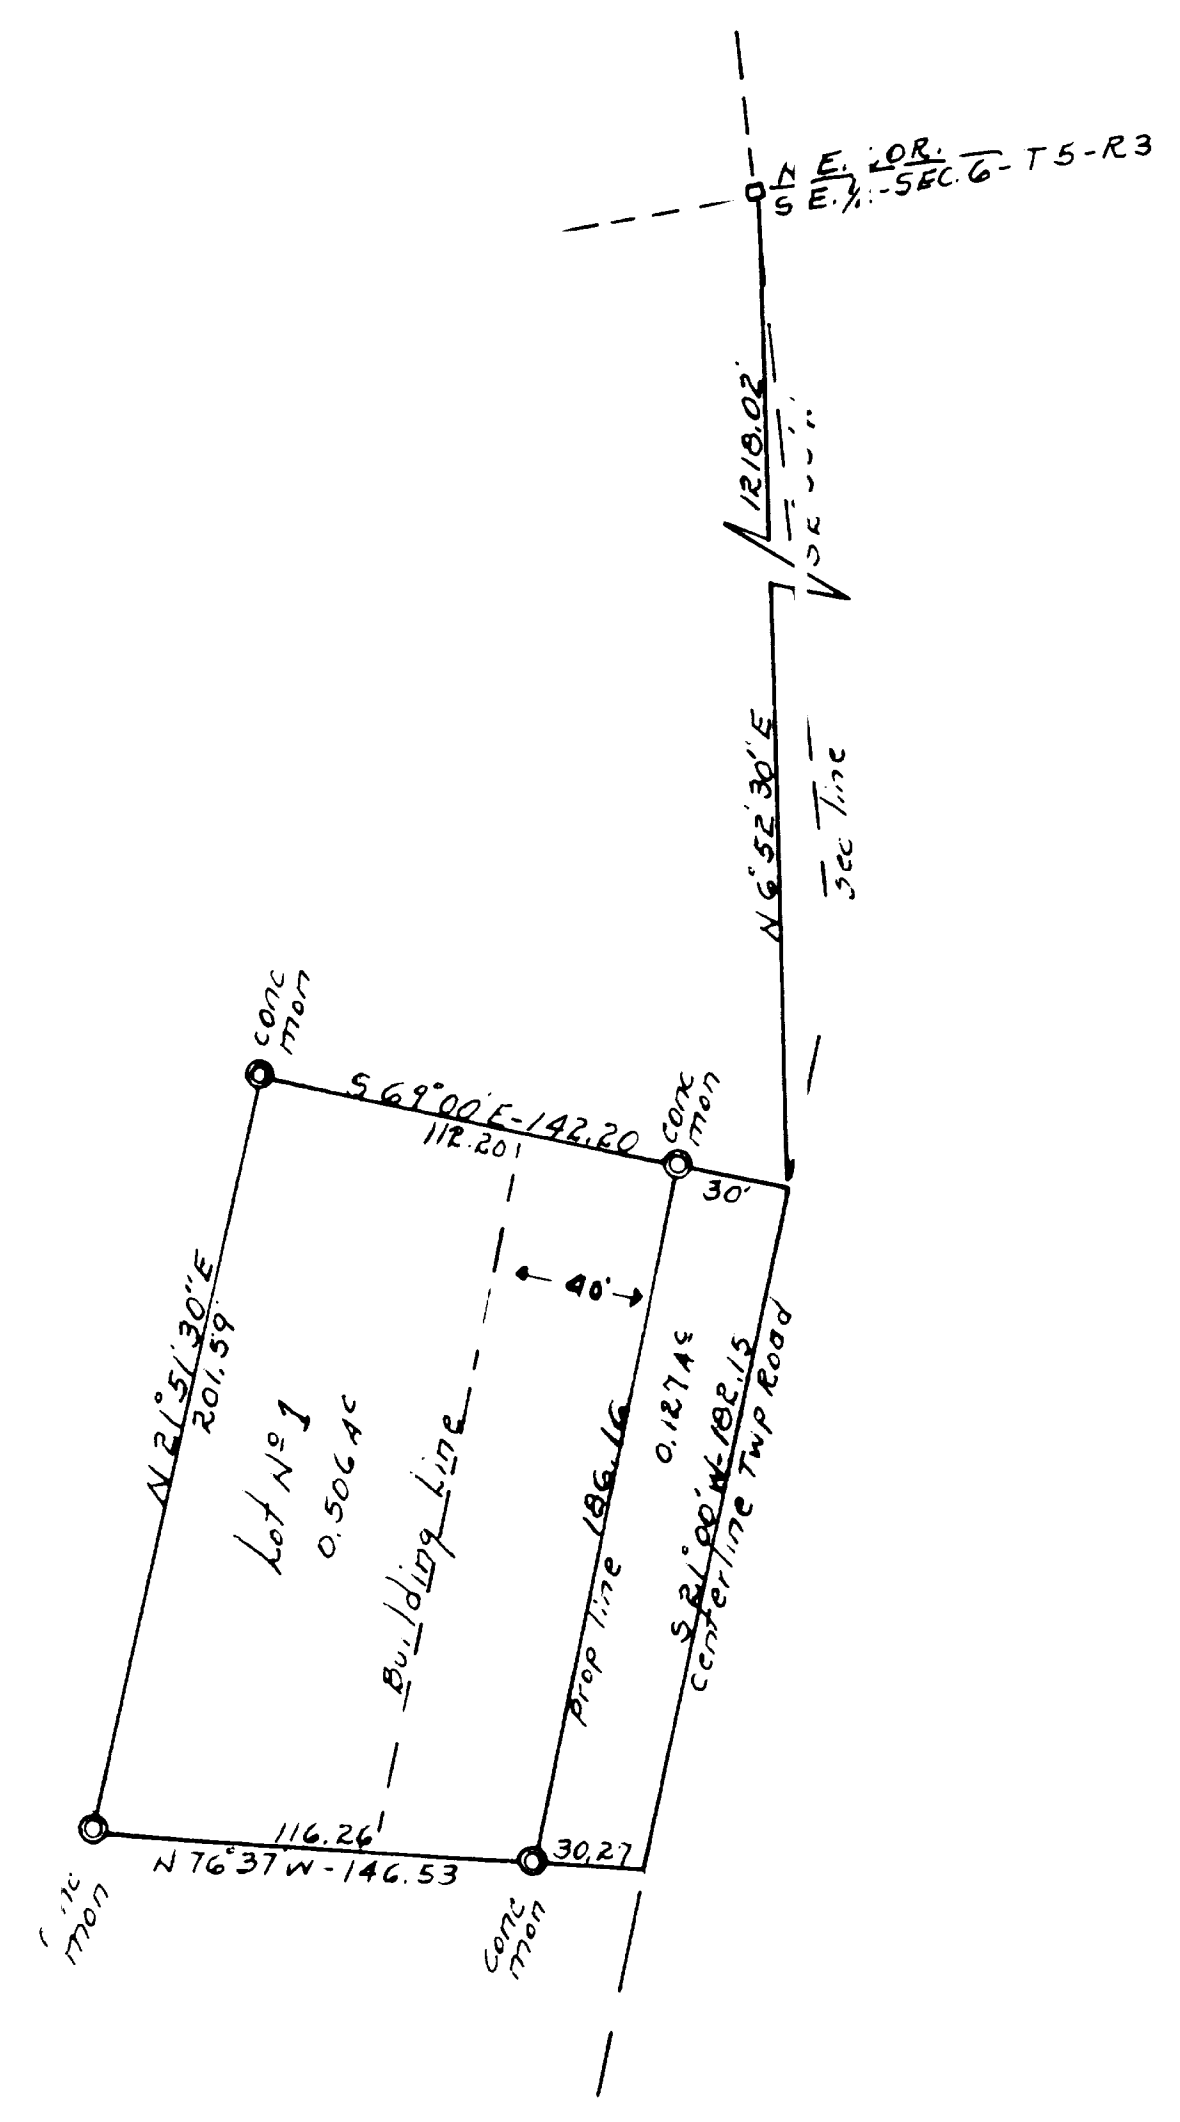 N E. COR.
S E. ¼ - SEC. 6 - T 5 - R 3
1218.02'
N 6° 52' 30" E
sec line
conc
mon
S 69° 00' E - 142.20
112.20'
conc
mon
30'
40'
N 21° 51' 30" E
201.59'
Lot Nº 1
0.506 Ac
Building Line
186.16
prop line
0.127 Ac
S 21° 00' W - 182.15
centerline Twp Road
116.26'
N 76° 37' W - 146.53
30.27
mon
conc
mon